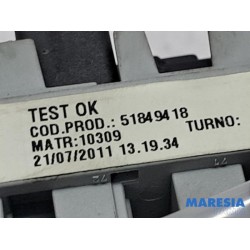 TEST OK
COD.PROD.: 51849418
MATR:10309 TURNO:
21/07/2011 13.19.34
MARESIA